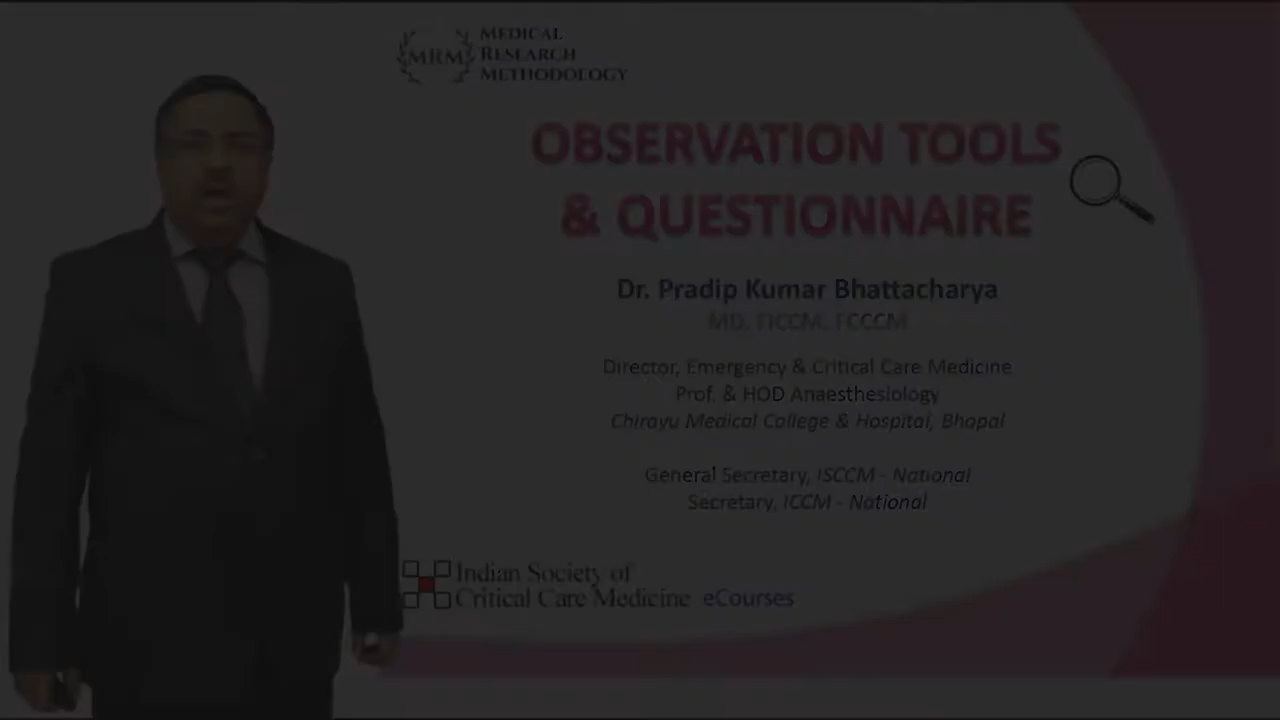 MRM
MEDICAL
RESEARCH
METHODOLOGY
OBSERVATION TOOLS
& QUESTIONNAIRE
Dr. Pradip Kumar Bhattacharya
MD, FICCM, FCCCM
Director, Emergency & Critical Care Medicine
Prof. & HOD Anaesthesiology
Chirayu Medical College & Hospital, Bhopal
General Secretary, ISCCM - National
Secretary, ICCM - National
Indian Society of
Critical Care Medicine eCourses